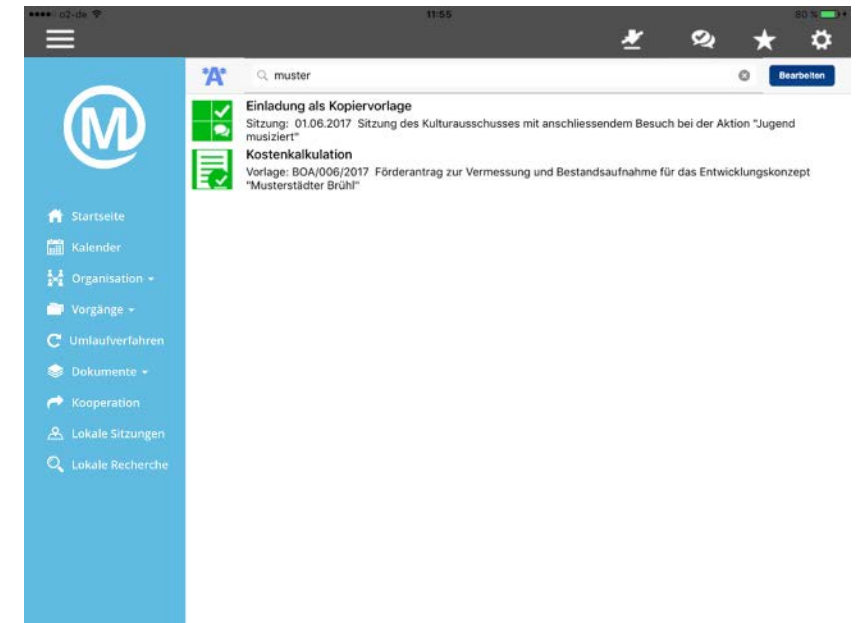 o2-de 11:55 80 %
M
"A" muster Bearbeiten
Einladung als Kopiervorlage
Sitzung: 01.06.2017 Sitzung des Kulturausschusses mit anschliessendem Besuch bei der Aktion "Jugend
musiziert"
Kostenkalkulation
Vorlage: BOA/006/2017 Förderantrag zur Vermessung und Bestandsaufnahme für das Entwicklungskonzept
"Musterstädter Brühl"
Startseite
Kalender
Organisation
Vorgänge
Umlaufverfahren
Dokumente
Kooperation
Lokale Sitzungen
Lokale Recherche